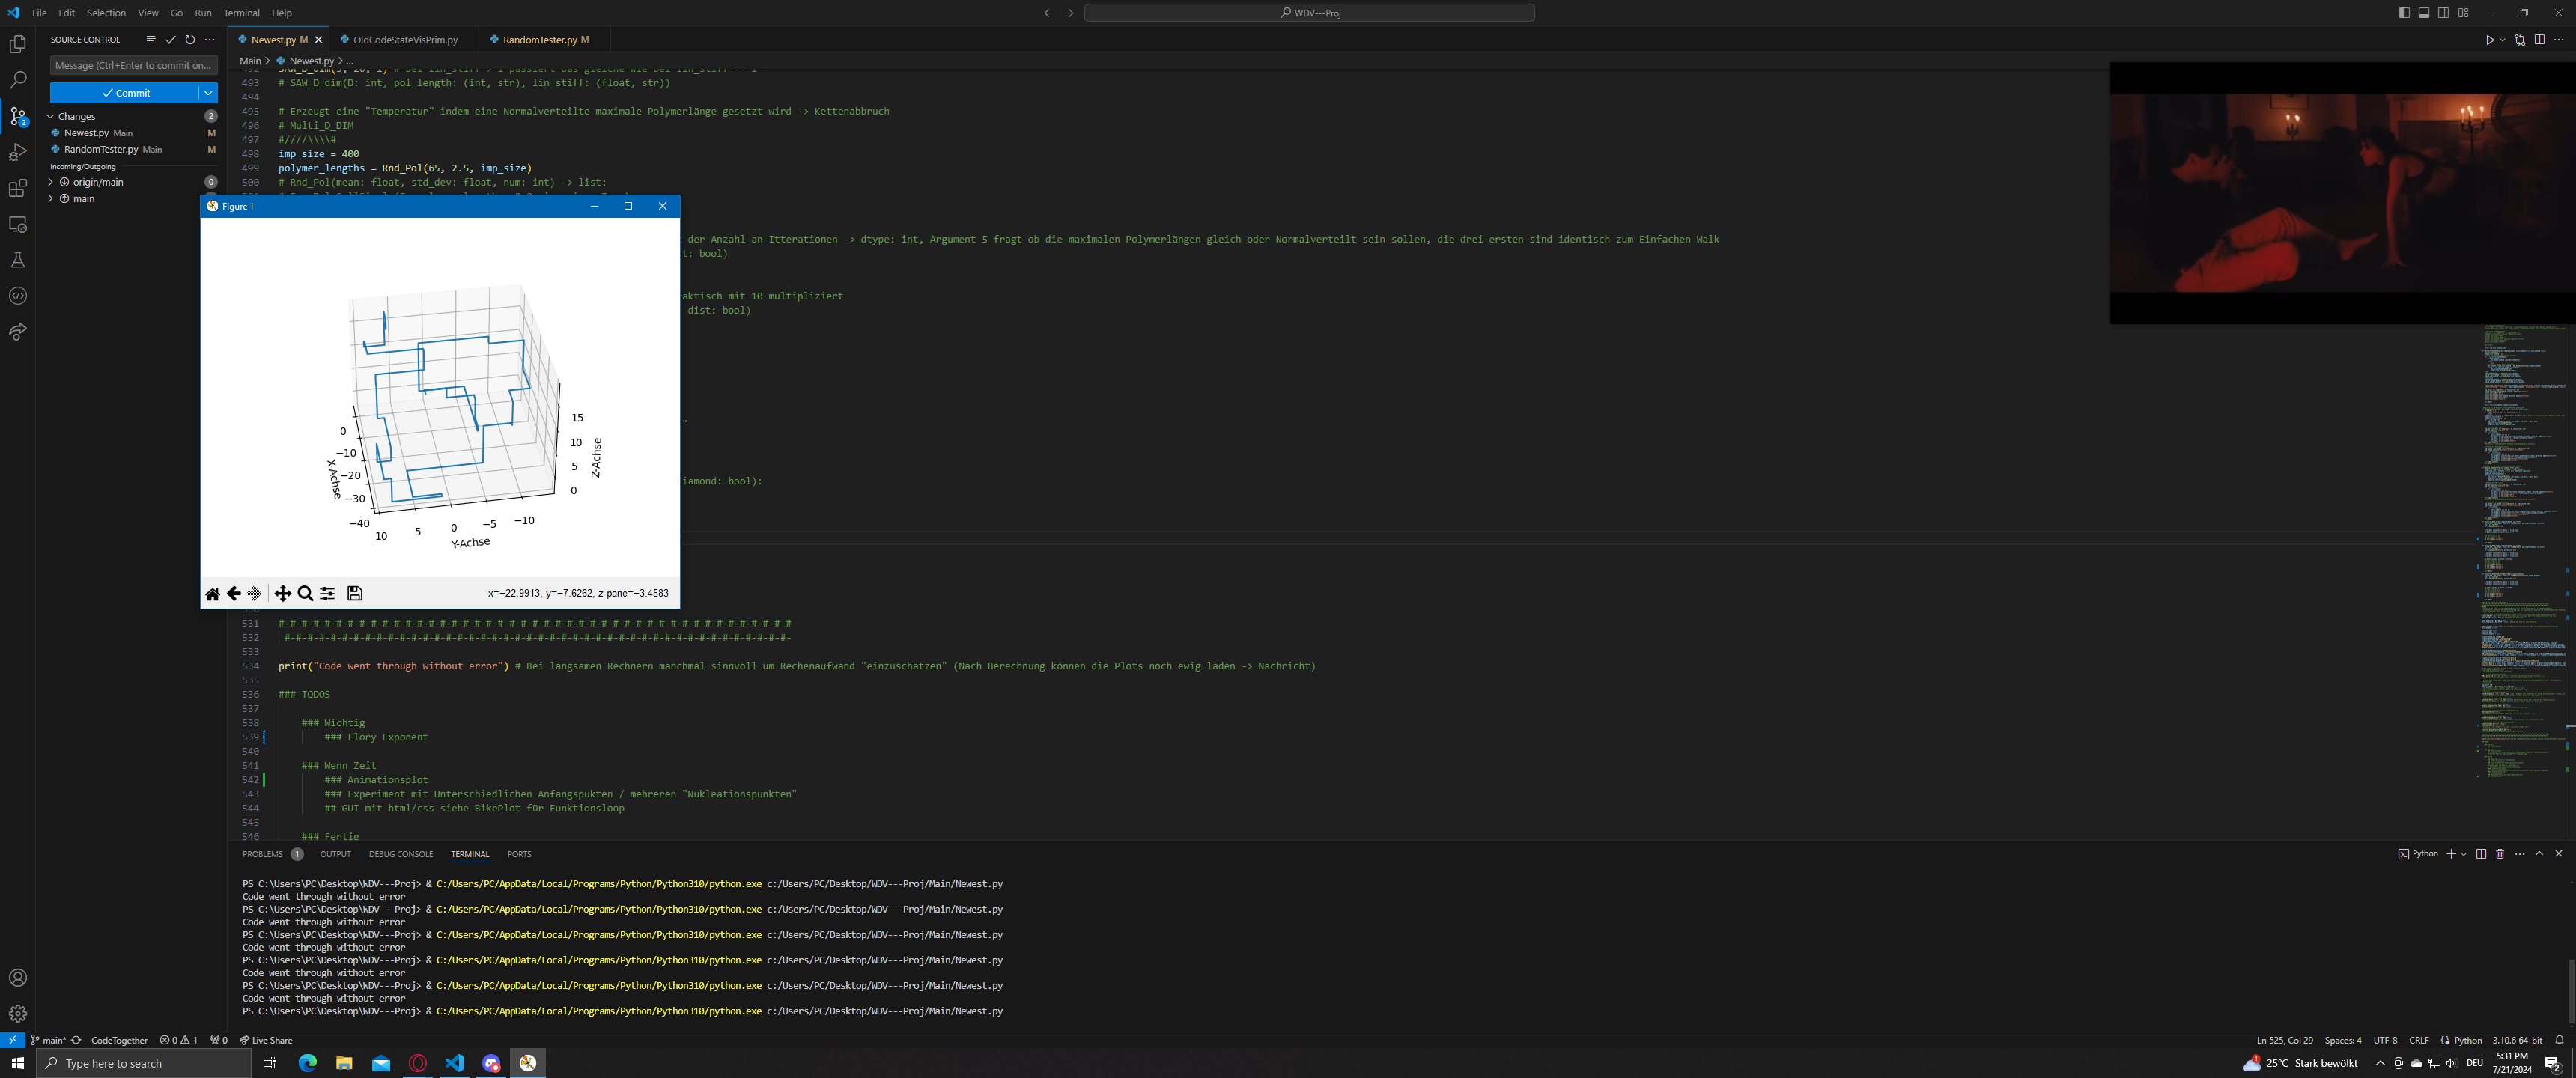 File Edit Selection View Go Run Terminal Help
WDV---Proj
SOURCE CONTROL
Message (Ctrl+Enter to commit on...
Commit
Changes 2
Newest.py Main M
RandomTester.py Main M
Incoming/Outgoing
origin/main 0
main
2
Newest.py M
OldCodeStateVisPrim.py
RandomTester.py M
Main > Newest.py > ...
493 # SAW_D_dim(D: int, pol_length: (int, str), lin_stiff: (float, str))
494
495 # Erzeugt eine "Temperatur" indem eine Normalverteilte maximale Polymerlänge gesetzt wird -> Kettenabbruch
496 # Multi_D_DIM
497 #////\\\\#
498 imp_size = 400
499 polymer_lengths = Rnd_Pol(65, 2.5, imp_size)
500 # Rnd_Pol(mean: float, std_dev: float, num: int) -> list:
der Anzahl an Itterationen -> dtype: int, Argument 5 fragt ob die maximalen Polymerlängen gleich oder Normalverteilt sein sollen, die drei ersten sind identisch zum Einfachen Walk
st: bool)
aktisch mit 10 multipliziert
dist: bool)
iamond: bool):
Figure 1
0
−10
−20
−30
−40
X-Achse
10 5 0 −5 −10
Y-Achse
15
10
5
0
Z-Achse
x=−22.9913, y=−7.6262, z pane=−3.4583
531 #-#-#-#-#-#-#-#-#-#-#-#-#-#-#-#-#-#-#-#-#-#-#-#-#-#-#-#-#-#-#-#-#-#-#-#-#-#-#-#-#-#-#-#-#
532 #-#-#-#-#-#-#-#-#-#-#-#-#-#-#-#-#-#-#-#-#-#-#-#-#-#-#-#-#-#-#-#-#-#-#-#-#-#-#-#-#-#-#-#-
533
534 print("Code went through without error") # Bei langsamen Rechnern manchmal sinnvoll um Rechenaufwand "einzuschätzen" (Nach Berechnung können die Plots noch ewig laden -> Nachricht)
535
536 ### TODOS
537
538 ### Wichtig
539 ### Flory Exponent
540
541 ### Wenn Zeit
542 ### Animationsplot
543 ### Experiment mit Unterschiedlichen Anfangspukten / mehreren "Nukleationspunkten"
544 ## GUI mit html/css siehe BikePlot für Funktionsloop
545
546 ### Fertig
PROBLEMS 1 OUTPUT DEBUG CONSOLE TERMINAL PORTS
Python
PS C:\Users\PC\Desktop\WDV---Proj> & C:/Users/PC/AppData/Local/Programs/Python/Python310/python.exe c:/Users/PC/Desktop/WDV---Proj/Main/Newest.py
Code went through without error
PS C:\Users\PC\Desktop\WDV---Proj> & C:/Users/PC/AppData/Local/Programs/Python/Python310/python.exe c:/Users/PC/Desktop/WDV---Proj/Main/Newest.py
Code went through without error
PS C:\Users\PC\Desktop\WDV---Proj> & C:/Users/PC/AppData/Local/Programs/Python/Python310/python.exe c:/Users/PC/Desktop/WDV---Proj/Main/Newest.py
Code went through without error
PS C:\Users\PC\Desktop\WDV---Proj> & C:/Users/PC/AppData/Local/Programs/Python/Python310/python.exe c:/Users/PC/Desktop/WDV---Proj/Main/Newest.py
Code went through without error
PS C:\Users\PC\Desktop\WDV---Proj> & C:/Users/PC/AppData/Local/Programs/Python/Python310/python.exe c:/Users/PC/Desktop/WDV---Proj/Main/Newest.py
Code went through without error
PS C:\Users\PC\Desktop\WDV---Proj> & C:/Users/PC/AppData/Local/Programs/Python/Python310/python.exe c:/Users/PC/Desktop/WDV---Proj/Main/Newest.py
main* CodeTogether 0 1 0 Live Share
Ln 525, Col 29 Spaces: 4 UTF-8 CRLF Python 3.10.6 64-bit
Type here to search
1 25°C Stark bewölkt DEU 5:31 PM
7/21/2024 2